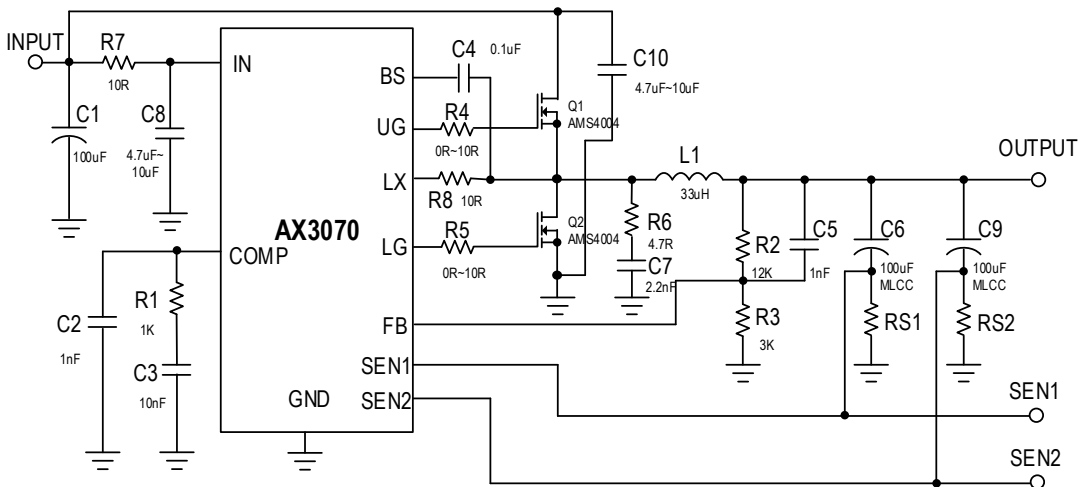 INPUT
R7
10R
C1
100uF
C8
4.7uF~
10uF
IN
BS
C4
0.1uF
C10
4.7uF~10uF
UG
R4
0R~10R
Q1
AMS4004
LX
R8
10R
L1
33uH
OUTPUT
AX3070
LG
R5
0R~10R
Q2
AMS4004
R6
4.7R
C7
2.2nF
R2
12K
C5
1nF
C6
100uF
MLCC
C9
100uF
MLCC
COMP
R1
1K
C2
1nF
C3
10nF
FB
R3
3K
RS1
RS2
SEN1
SEN2
GND
SEN1
SEN2